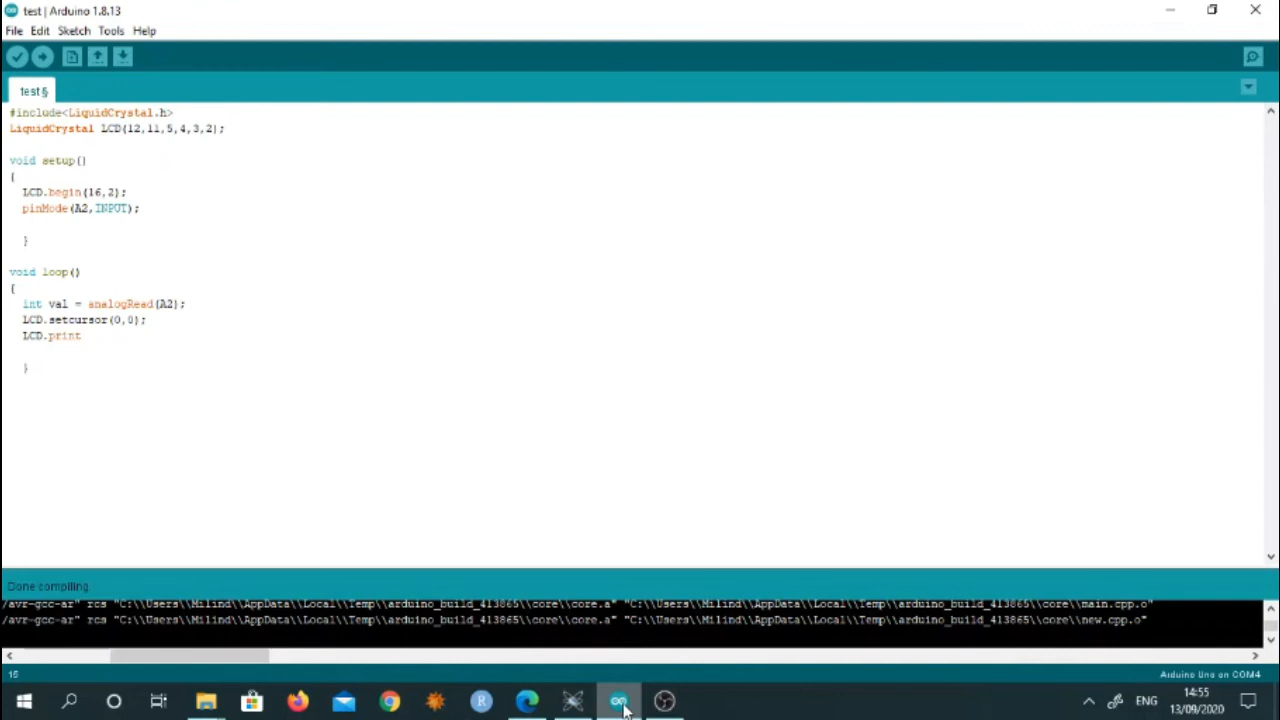 test | Arduino 1.8.13
File Edit Sketch Tools Help
test §
#include<LiquidCrystal.h>
LiquidCrystal LCD(12,11,5,4,3,2);
void setup()
{
LCD.begin(16,2);
pinMode(A2,INPUT);
}
void loop()
{
int val = analogRead(A2);
LCD.setcursor(0,0);
LCD.print
}
Done compiling.
/avr-gcc-ar" rcs "C:\\Users\\Milind\\AppData\\Local\\Temp\\arduino_build_413865\\core\\core.a" "C:\\Users\\Milind\\AppData\\Local\\Temp\\arduino_build_413865\\core\\main.cpp.o"
/avr-gcc-ar" rcs "C:\\Users\\Milind\\AppData\\Local\\Temp\\arduino_build_413865\\core\\core.a" "C:\\Users\\Milind\\AppData\\Local\\Temp\\arduino_build_413865\\core\\new.cpp.o"
15 Arduino Uno on COM4
R ENG 14:55
13/09/2020